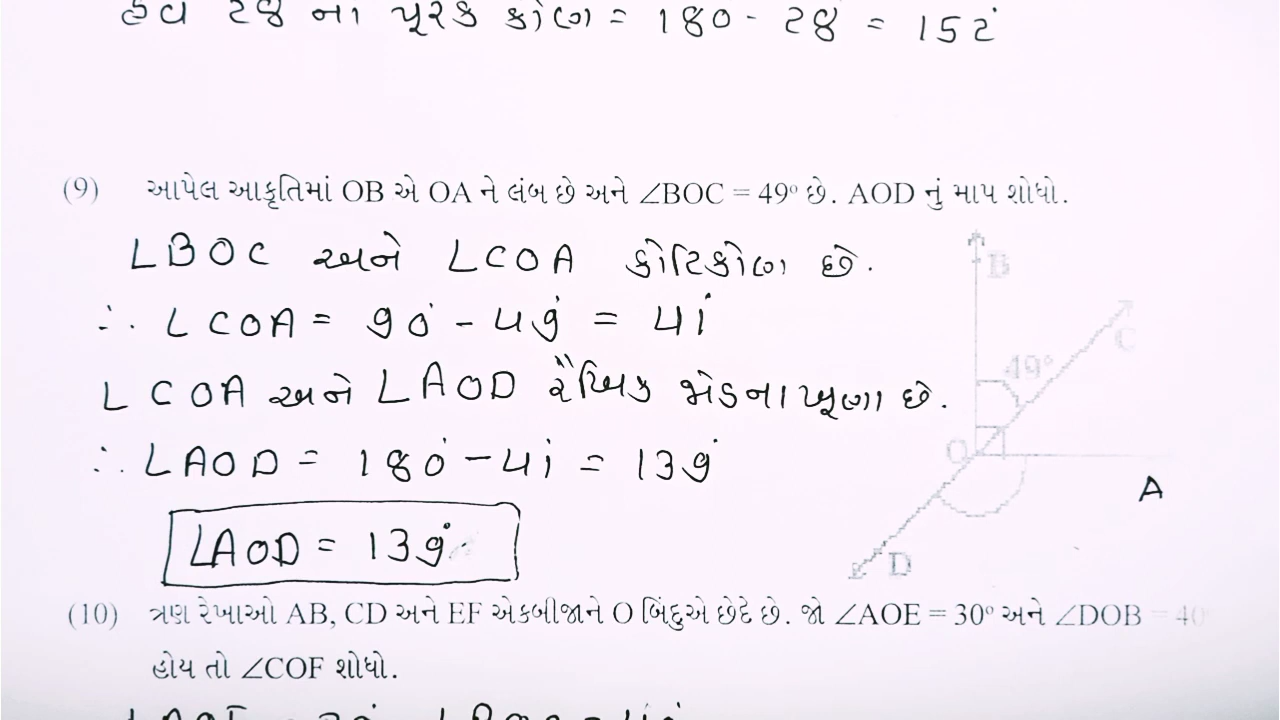 હવે 28° ના પૂરક કોણ = 180 - 28° = 152°
(9) આપેલ આકૃતિમાં OB એ OA ને લંબ છે અને ∠BOC = 49° છે. AOD નું માપ શોધો.
∠BOC અને ∠COA કોટિકોણ છે.
∴ ∠COA = 90° - 49° = 41°
∠COA અને ∠AOD રૈખિક જોડના ખૂણા છે.
∴ ∠AOD = 180° - 41° = 139°
∠AOD = 139°
B
C
49°
O
A
D
(10) ત્રણ રેખાઓ AB, CD અને EF એકબીજાને O બિંદુએ છેદે છે. જો ∠AOE = 30° અને ∠DOB = 40
હોય તો ∠COF શોધો.